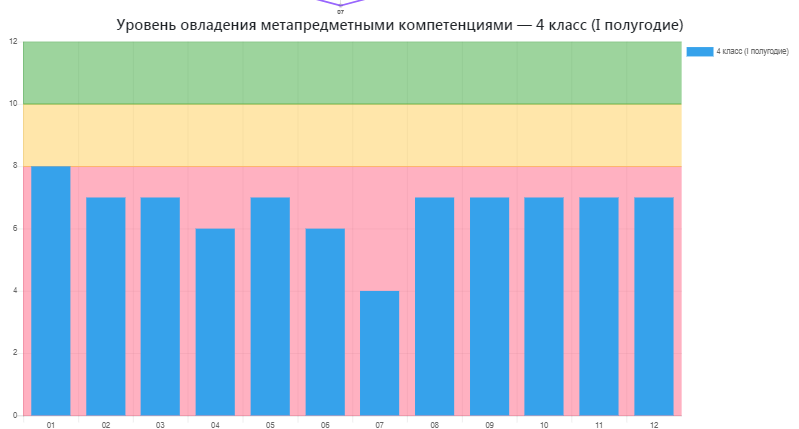 07
Уровень овладения метапредметными компетенциями — 4 класс (I полугодие)
4 класс (I полугодие)
12
10
8
6
4
2
0
01 02 03 04 05 06 07 08 09 10 11 12